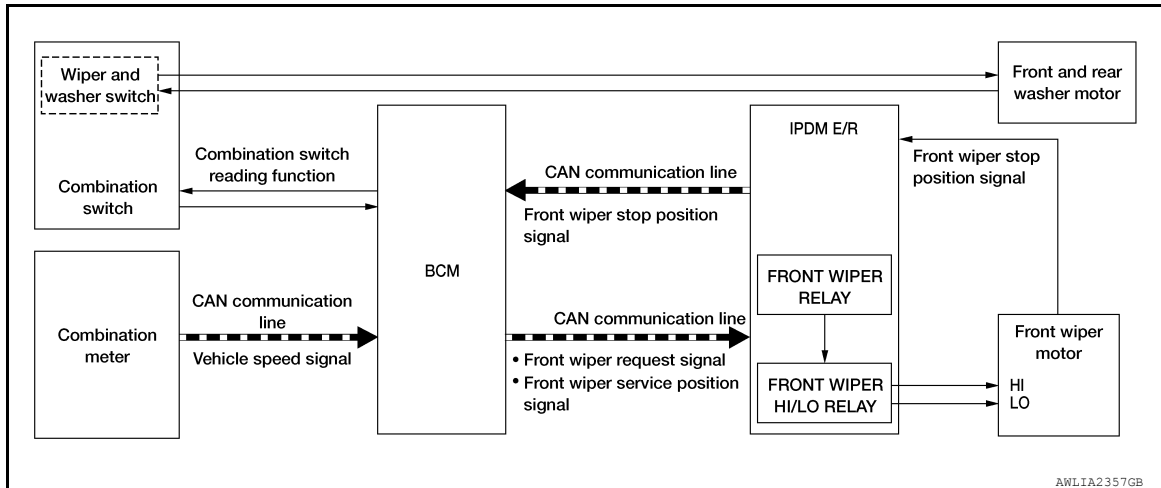 Wiper and
washer switch
Combination
switch
Combination switch
reading function
Combination
meter
CAN communication
line
Vehicle speed signal
BCM
CAN communication line
Front wiper stop position
signal
CAN communication line
• Front wiper request signal
• Front wiper service position
signal
IPDM E/R
FRONT WIPER
RELAY
FRONT WIPER
HI/LO RELAY
Front and rear
washer motor
Front wiper stop
position signal
Front wiper
motor
HI
LO
AWLIA2357GB